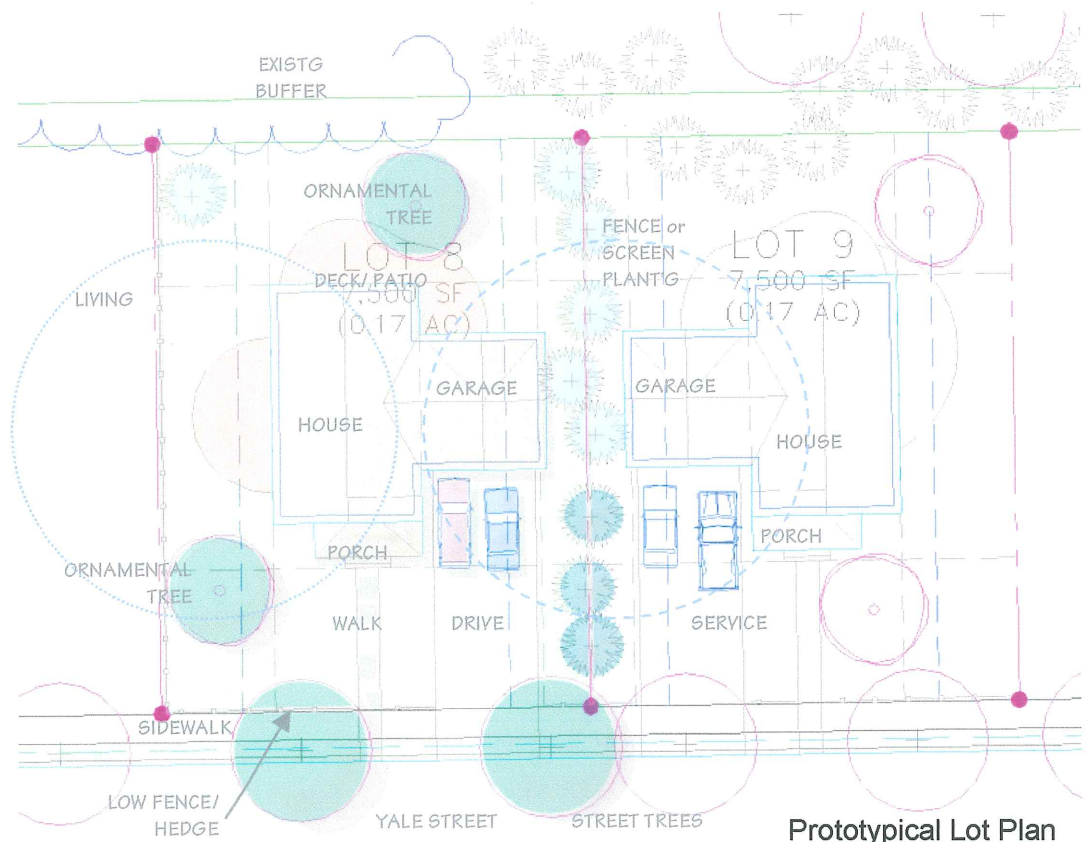 EXISTG
BUFFER
ORNAMENTAL
TREE
FENCE or
SCREEN
PLANT'G
LOT 8
DECK/PATIO
7,500 SF
(0.17 AC)
LOT 9
7,500 SF
(0.17 AC)
LIVING
GARAGE
GARAGE
HOUSE
HOUSE
PORCH
PORCH
ORNAMENTAL
TREE
WALK
DRIVE
SERVICE
SIDEWALK
LOW FENCE/
HEDGE
YALE STREET
STREET TREES
Prototypical Lot Plan